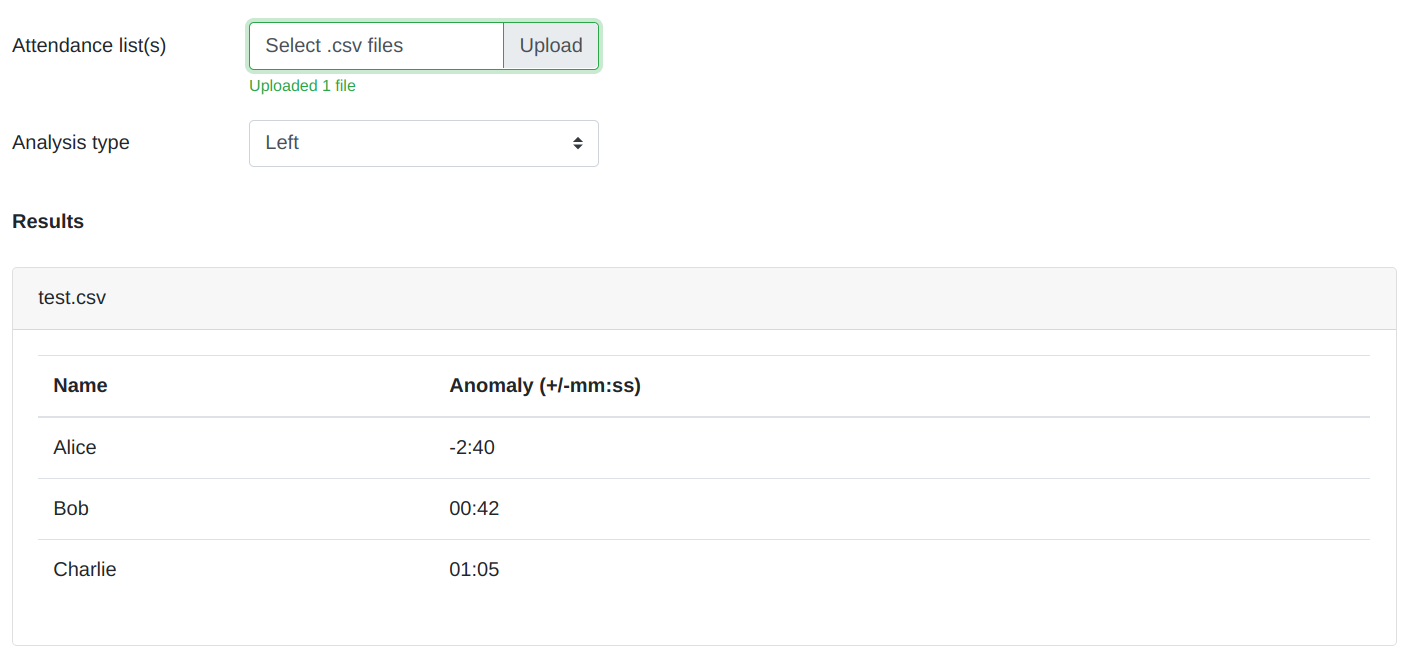 Attendance list(s) Select .csv files Upload
Uploaded 1 file
Analysis type Left
Results
test.csv
Name Anomaly (+/-mm:ss)
Alice -2:40
Bob 00:42
Charlie 01:05